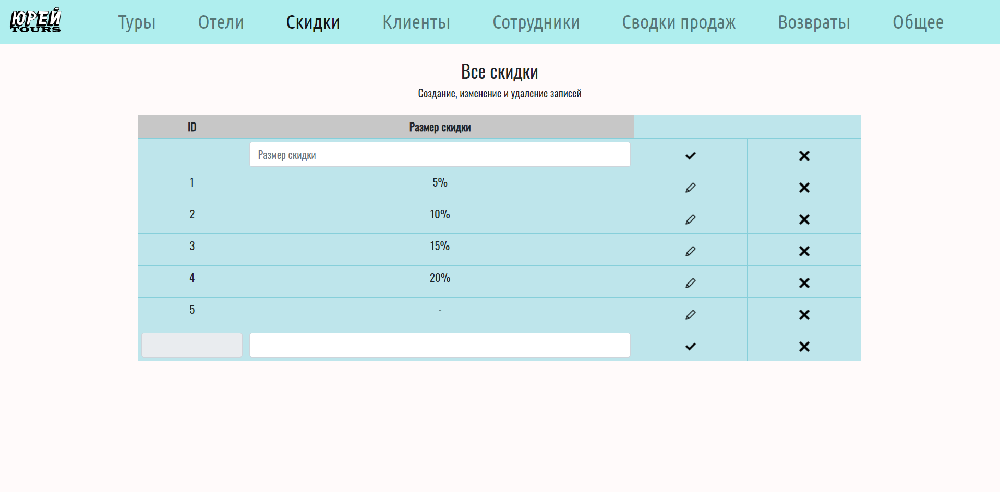 ЮРЕЙ
TOURS
Туры Отели Скидки Клиенты Сотрудники Сводки продаж Возвраты Общее
Все скидки
Создание, изменение и удаление записей
ID Размер скидки
Размер скидки
1 5%
2 10%
3 15%
4 20%
5 -